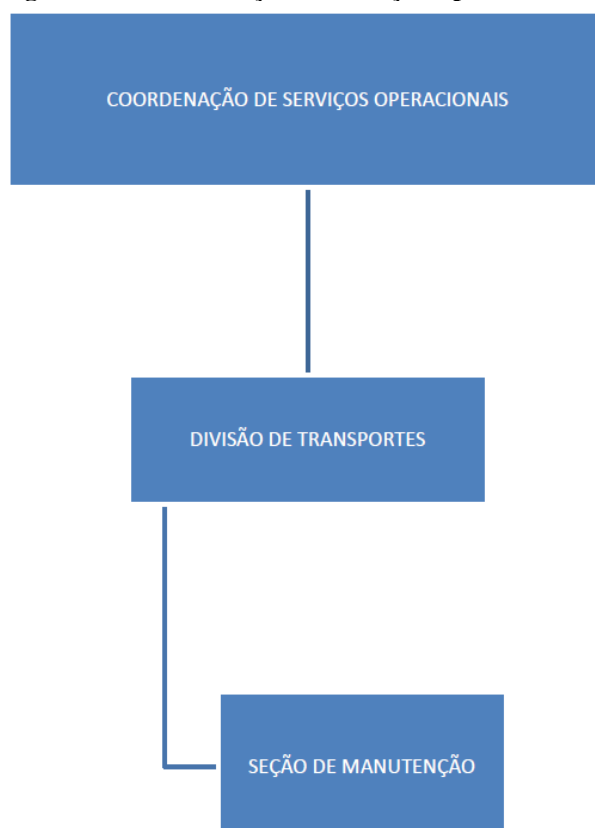 COORDENAÇÃO DE SERVIÇOS OPERACIONAIS
DIVISÃO DE TRANSPORTES
SEÇÃO DE MANUTENÇÃO